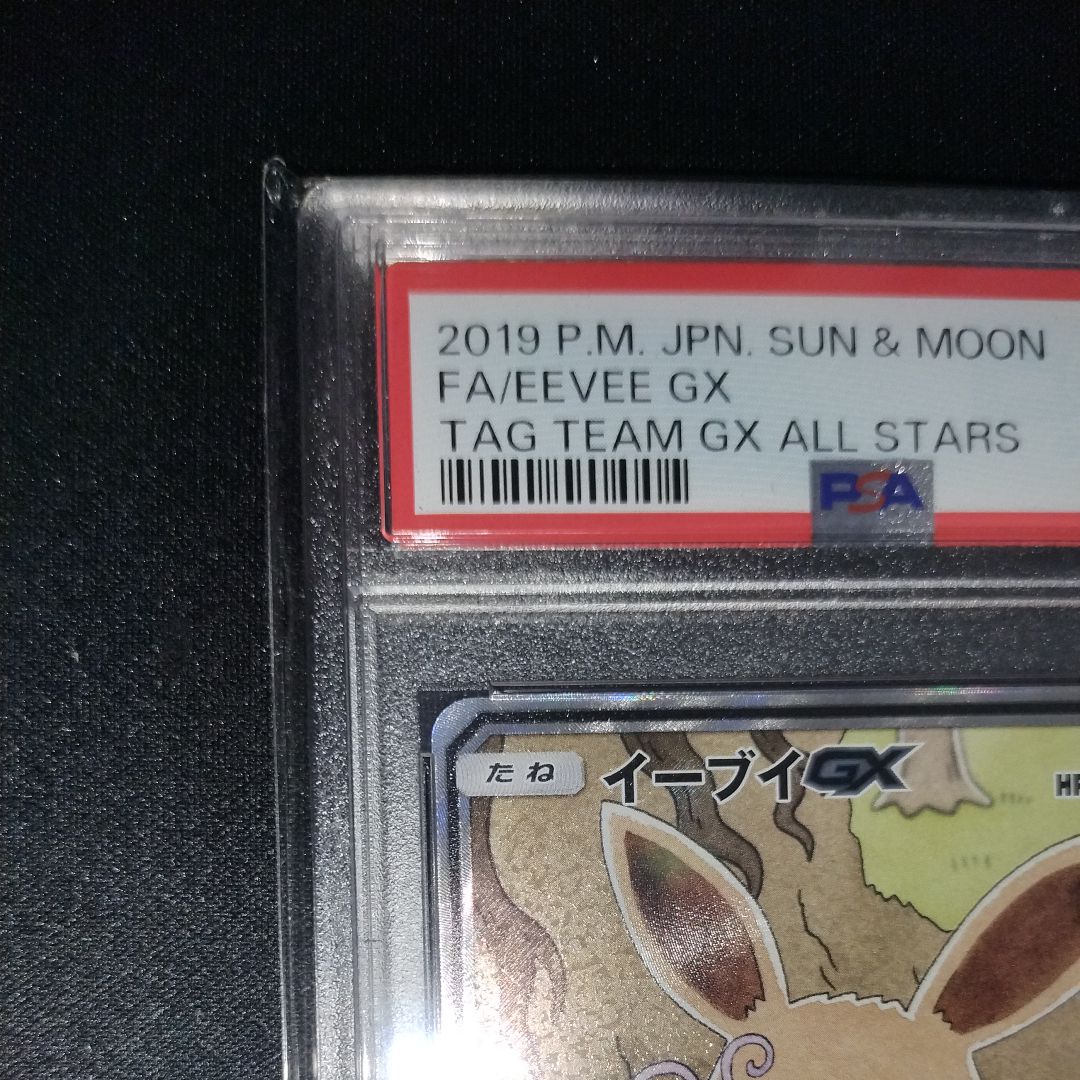 2019 P.M. JPN. SUN & MOON
FA/EEVEE GX
TAG TEAM GX ALL STARS
PSA
たね イーブイGX HP